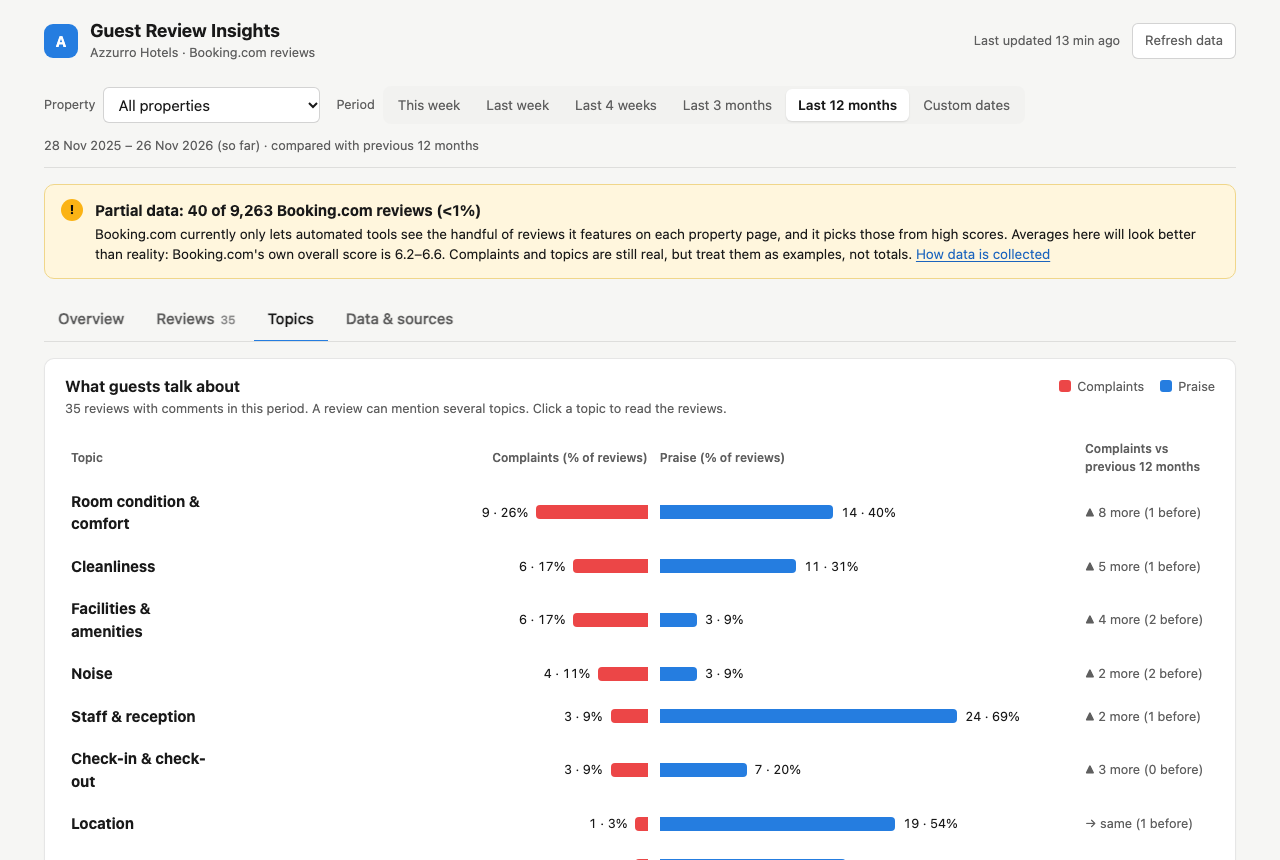 A
Guest Review Insights
Azzurro Hotels · Booking.com reviews
Last updated 13 min ago
Refresh data
Property
All properties
Period
This week
Last week
Last 4 weeks
Last 3 months
Last 12 months
Custom dates
28 Nov 2025 – 26 Nov 2026 (so far) · compared with previous 12 months
!
Partial data: 40 of 9,263 Booking.com reviews (<1%)
Booking.com currently only lets automated tools see the handful of reviews it features on each property page, and it picks those from high scores. Averages here will look better
than reality: Booking.com's own overall score is 6.2–6.6. Complaints and topics are still real, but treat them as examples, not totals. How data is collected
Overview
Reviews 35
Topics
Data & sources
What guests talk about
Complaints
Praise
35 reviews with comments in this period. A review can mention several topics. Click a topic to read the reviews.
Topic
Complaints (% of reviews)
Praise (% of reviews)
Complaints vs
previous 12 months
Room condition &
comfort
9 · 26%
14 · 40%
▲ 8 more (1 before)
Cleanliness
6 · 17%
11 · 31%
▲ 5 more (1 before)
Facilities &
amenities
6 · 17%
3 · 9%
▲ 4 more (2 before)
Noise
4 · 11%
3 · 9%
▲ 2 more (2 before)
Staff & reception
3 · 9%
24 · 69%
▲ 2 more (1 before)
Check-in & check-
out
3 · 9%
7 · 20%
▲ 3 more (0 before)
Location
1 · 3%
19 · 54%
→ same (1 before)